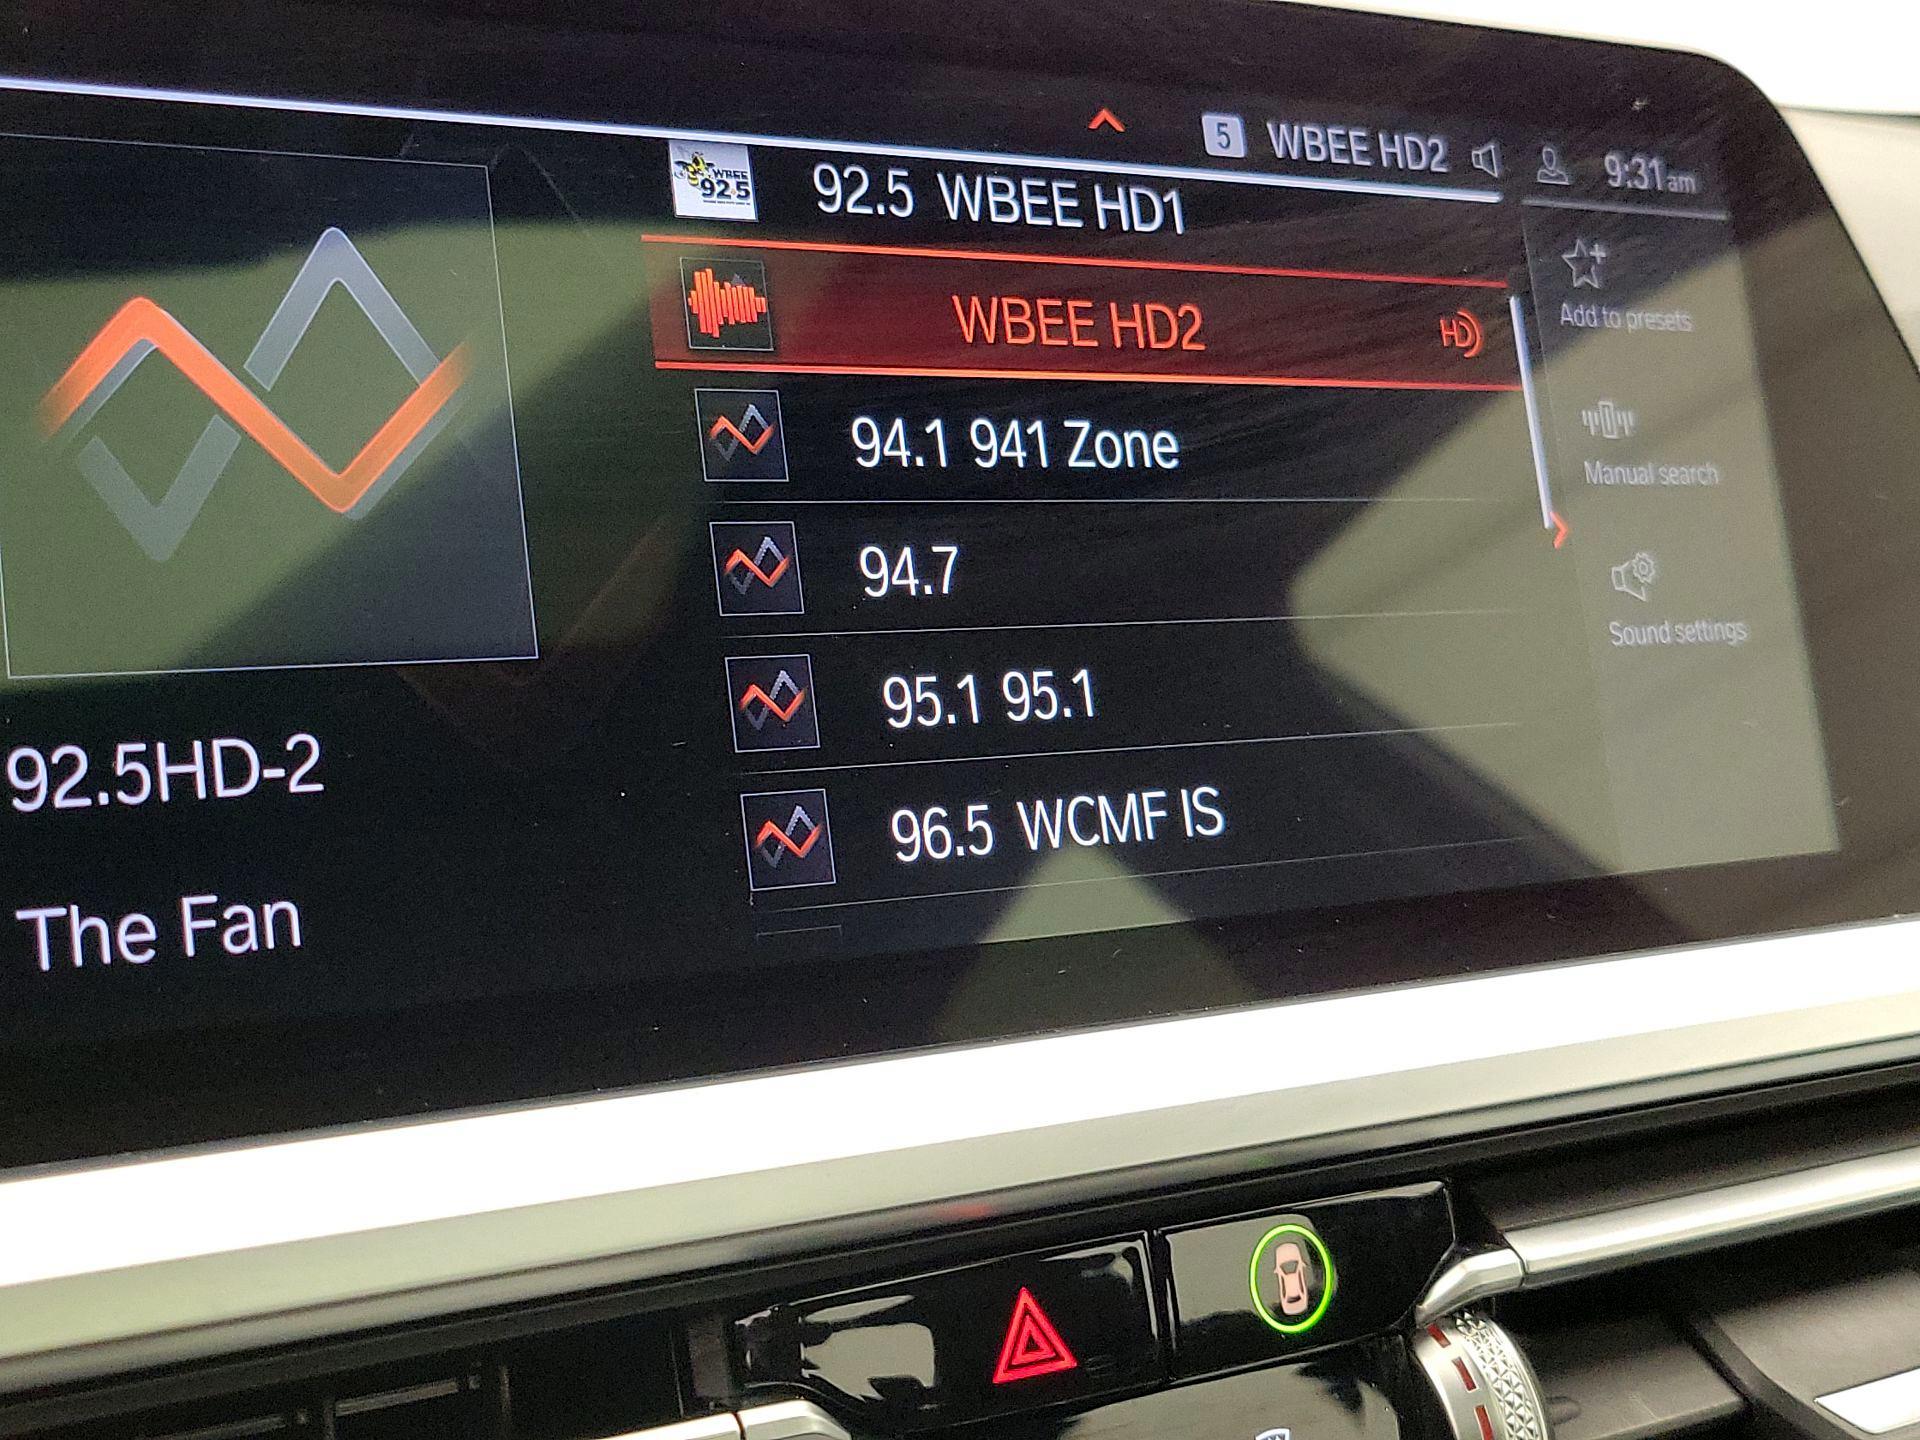 5 WBEE HD2 9:31 am
WBEE
92.5
92.5 WBEE HD1
WBEE HD2 HD
94.1 941 Zone
94.7
95.1 95.1
96.5 WCMF IS
Add to presets
Manual search
Sound settings
92.5HD-2
The Fan